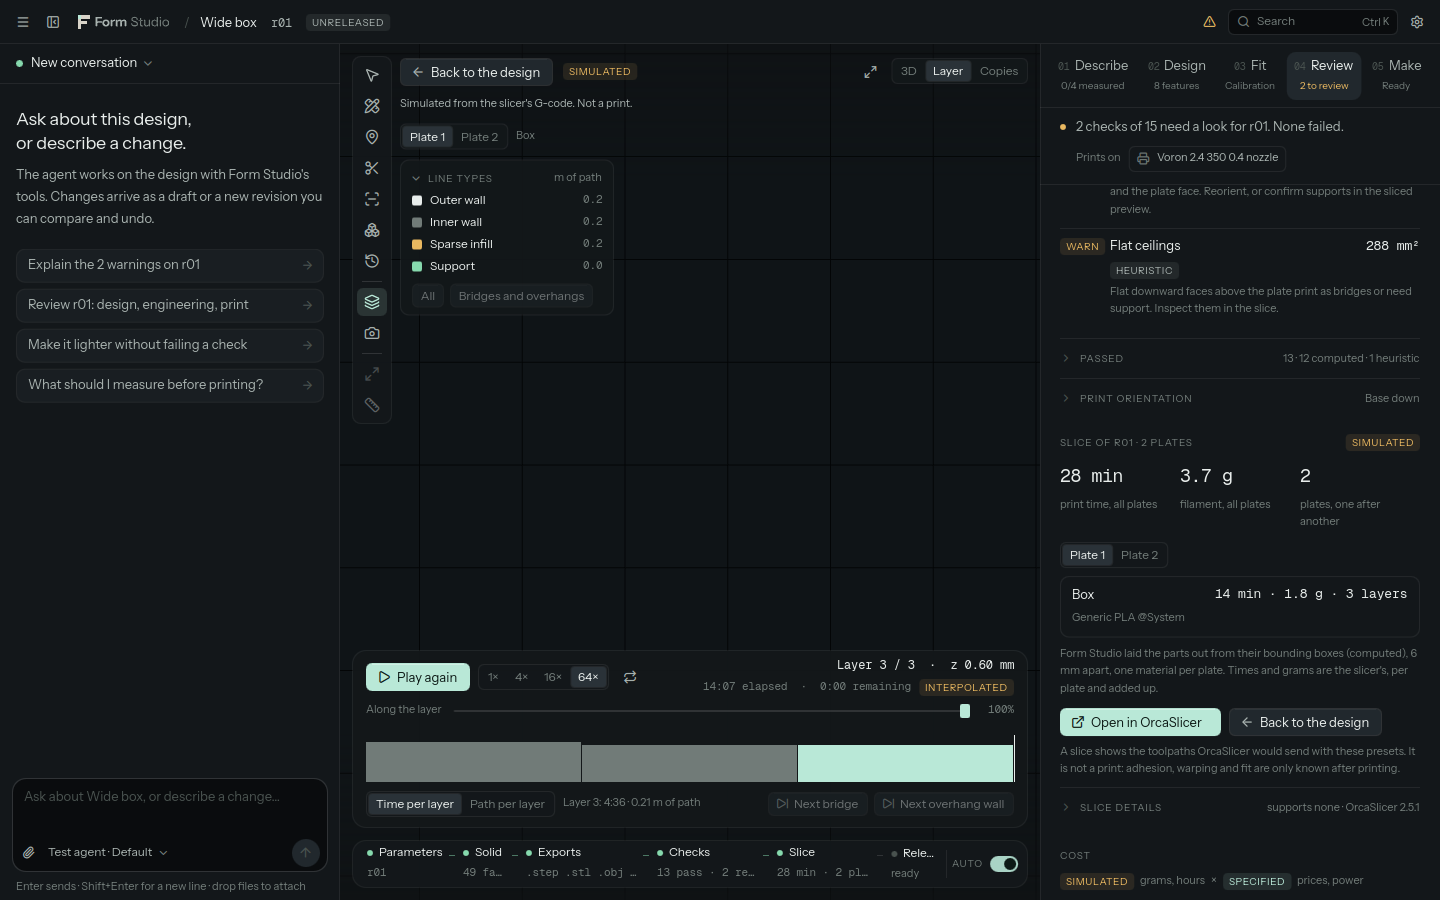 Form Studio / Wide box r01 UNRELEASED
Search Ctrl K
New conversation
Ask about this design,
or describe a change.
The agent works on the design with Form Studio's
tools. Changes arrive as a draft or a new revision you
can compare and undo.
Explain the 2 warnings on r01
Review r01: design, engineering, print
Make it lighter without failing a check
What should I measure before printing?
Ask about Wide box, or describe a change...
Test agent · Default
Enter sends · Shift+Enter for a new line · drop files to attach
Back to the design SIMULATED
3D Layer Copies
Simulated from the slicer's G-code. Not a print.
Plate 1 Plate 2 Box
LINE TYPES m of path
Outer wall 0.2
Inner wall 0.2
Sparse infill 0.2
Support 0.0
All Bridges and overhangs
Play again 1× 4× 16× 64×
Layer 3 / 3 · z 0.60 mm
14:07 elapsed · 0:00 remaining INTERPOLATED
Along the layer 100%
Time per layer Path per layer Layer 3: 4:36 · 0.21 m of path Next bridge Next overhang wall
Parameters Solid Exports Checks Slice Rele...
r01 49 fa... .step .stl .obj ... 13 pass · 2 re... 28 min · 2 pl... ready
AUTO
01 Describe 02 Design 03 Fit 04 Review 05 Make
0/4 measured 8 features Calibration 2 to review Ready
2 checks of 15 need a look for r01. None failed.
Prints on Voron 2.4 350 0.4 nozzle
and the plate face. Reorient, or confirm supports in the sliced
preview.
WARN Flat ceilings 288 mm²
HEURISTIC
Flat downward faces above the plate print as bridges or need
support. Inspect them in the slice.
PASSED 13 · 12 computed · 1 heuristic
PRINT ORIENTATION Base down
SLICE OF R01 · 2 PLATES SIMULATED
28 min 3.7 g 2
print time, all plates filament, all plates plates, one after
another
Plate 1 Plate 2
Box 14 min · 1.8 g · 3 layers
Generic PLA @System
Form Studio laid the parts out from their bounding boxes (computed), 6
mm apart, one material per plate. Times and grams are the slicer's, per
plate and added up.
Open in OrcaSlicer Back to the design
A slice shows the toolpaths OrcaSlicer would send with these presets. It
is not a print: adhesion, warping and fit are only known after printing.
SLICE DETAILS supports none · OrcaSlicer 2.5.1
COST
SIMULATED grams, hours × SPECIFIED prices, power